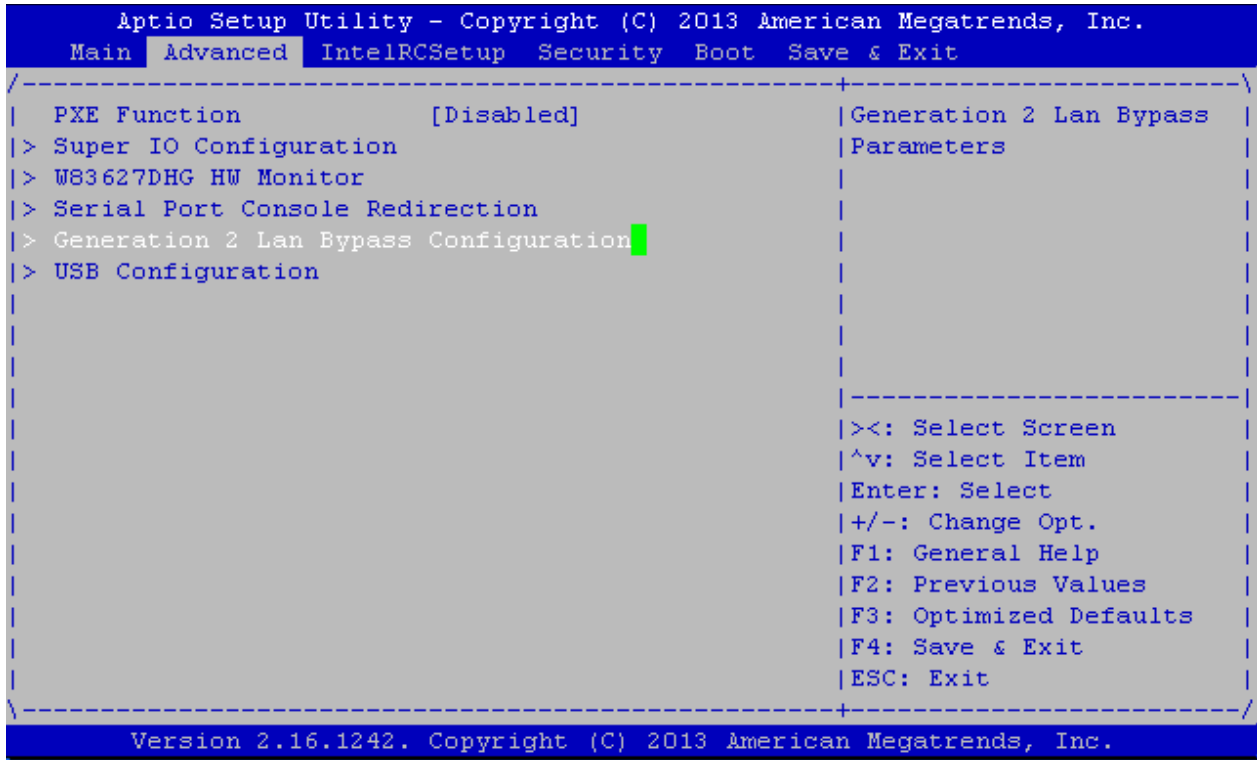 Aptio Setup Utility - Copyright (C) 2013 American Megatrends, Inc.
Main Advanced IntelRCSetup Security Boot Save & Exit
PXE Function [Disabled]
> Super IO Configuration
> W83627DHG HW Monitor
> Serial Port Console Redirection
> Generation 2 Lan Bypass Configuration
> USB Configuration
Generation 2 Lan Bypass
Parameters
><: Select Screen
^v: Select Item
Enter: Select
+/-: Change Opt.
F1: General Help
F2: Previous Values
F3: Optimized Defaults
F4: Save & Exit
ESC: Exit
Version 2.16.1242. Copyright (C) 2013 American Megatrends, Inc.